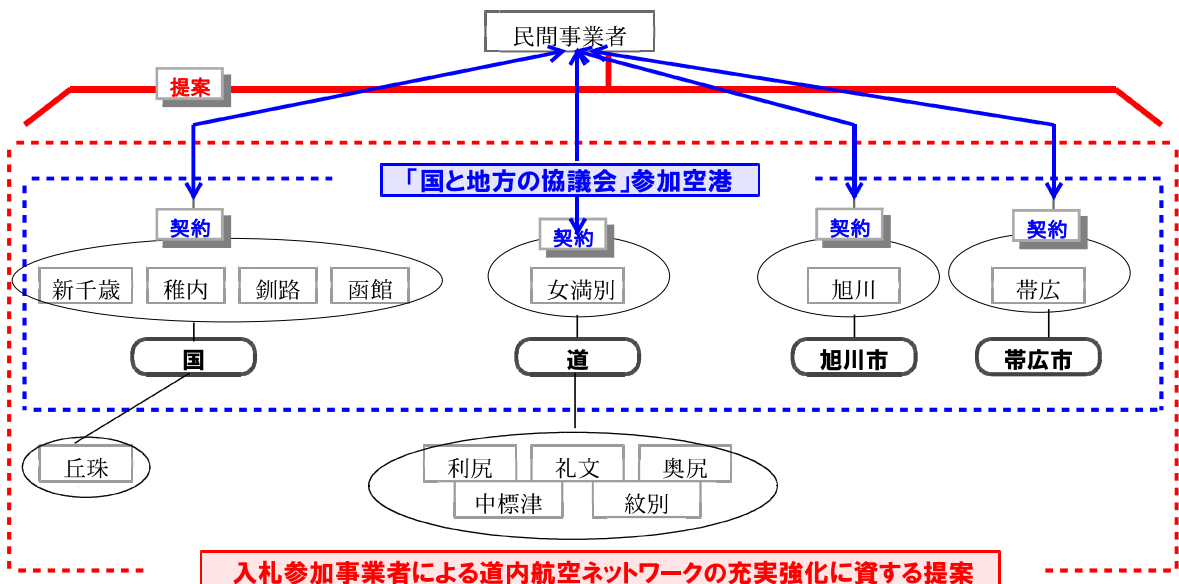 民間事業者
提案
「国と地方の協議会」参加空港
契約
契約
契約
契約
新千歳
稚内
釧路
函館
女満別
旭川
帯広
国
道
旭川市
帯広市
丘珠
利尻
礼文
奥尻
中標津
紋別
入札参加事業者による道内航空ネットワークの充実強化に資する提案